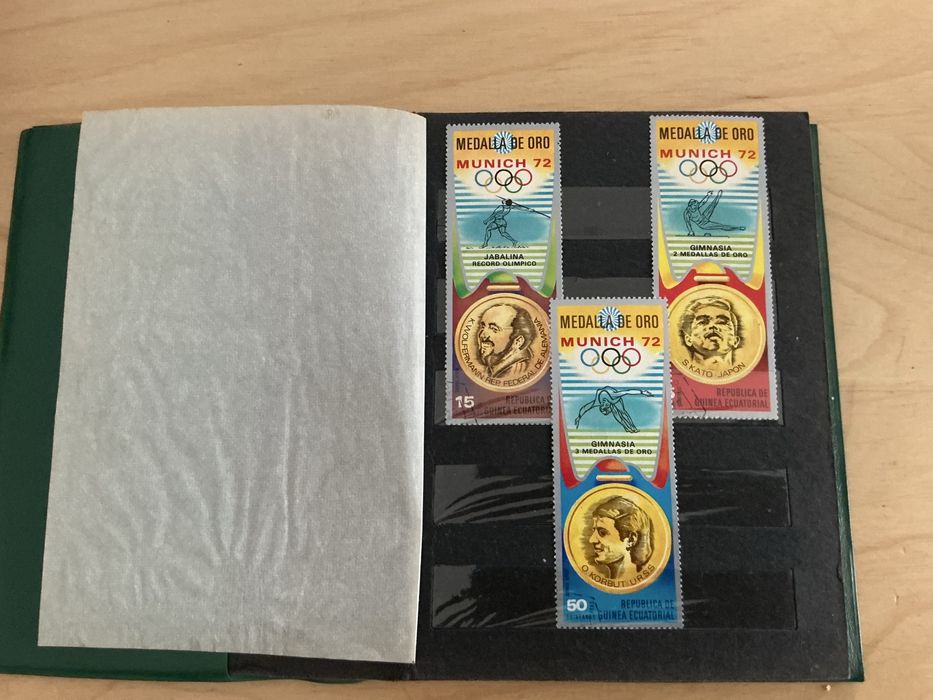 MEDALLA DE ORO
MUNICH 72
JABALINA
RECORD OLIMPICO
K.WOLFERMANN REP. FEDERAL DE ALEMANIA
15
REPUBLICA DE
GUINEA ECUATORIAL
MEDALLA DE ORO
MUNICH 72
GIMNASIA
2 MEDALLAS DE ORO
S.KATO JAPON
REPUBLICA DE
GUINEA ECUATORIAL
MEDALLA DE ORO
MUNICH 72
GIMNASIA
3 MEDALLAS DE ORO
O.KORBUT U.R.S.S
50
REPUBLICA DE
GUINEA ECUATORIAL